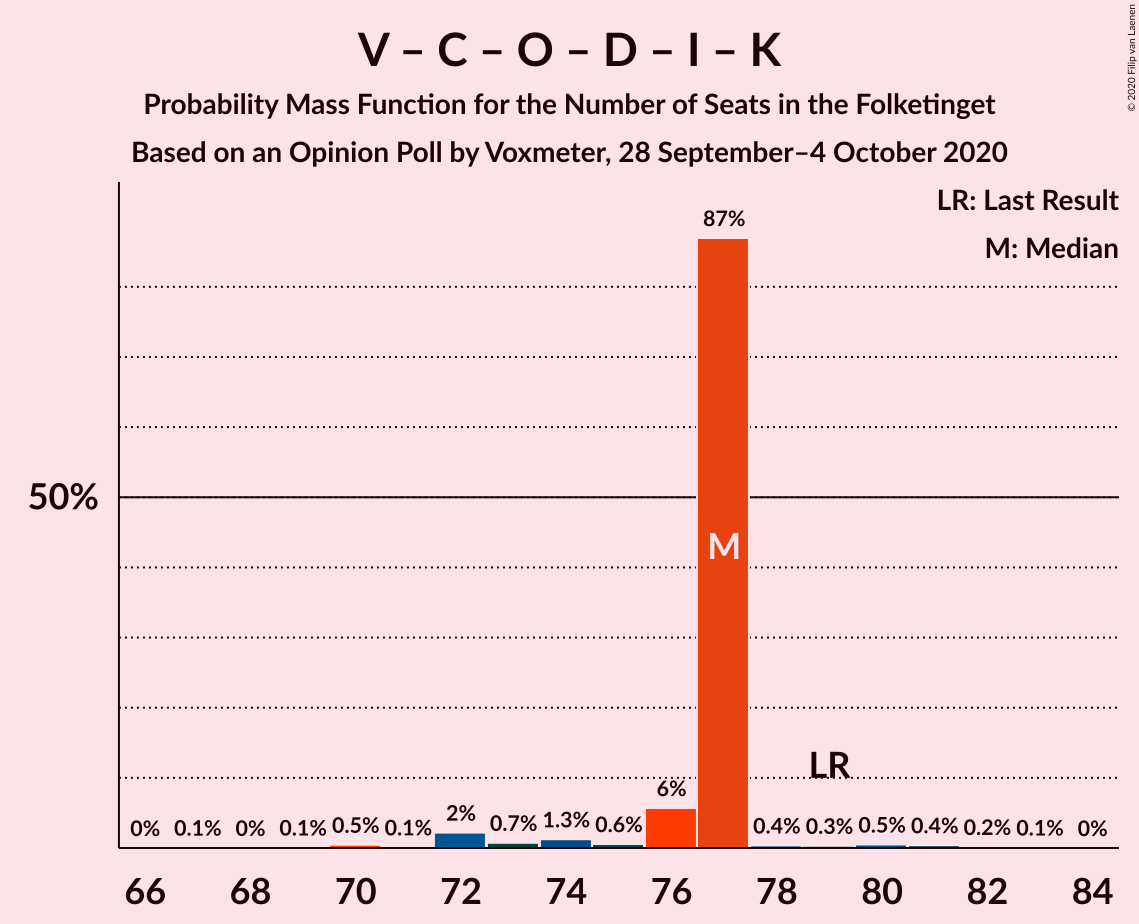 V – C – O – D – I – K
Probability Mass Function for the Number of Seats in the Folketinget
Based on an Opinion Poll by Voxmeter, 28 September–4 October 2020
© 2020 Filip van Laenen
LR: Last Result
M: Median
87%
50%
M
LR
6%
0% 0.1% 0% 0.1% 0.5% 0.1% 2% 0.7% 1.3% 0.6% 0.4% 0.3% 0.5% 0.4% 0.2% 0.1% 0%
66 68 70 72 74 76 78 80 82 84